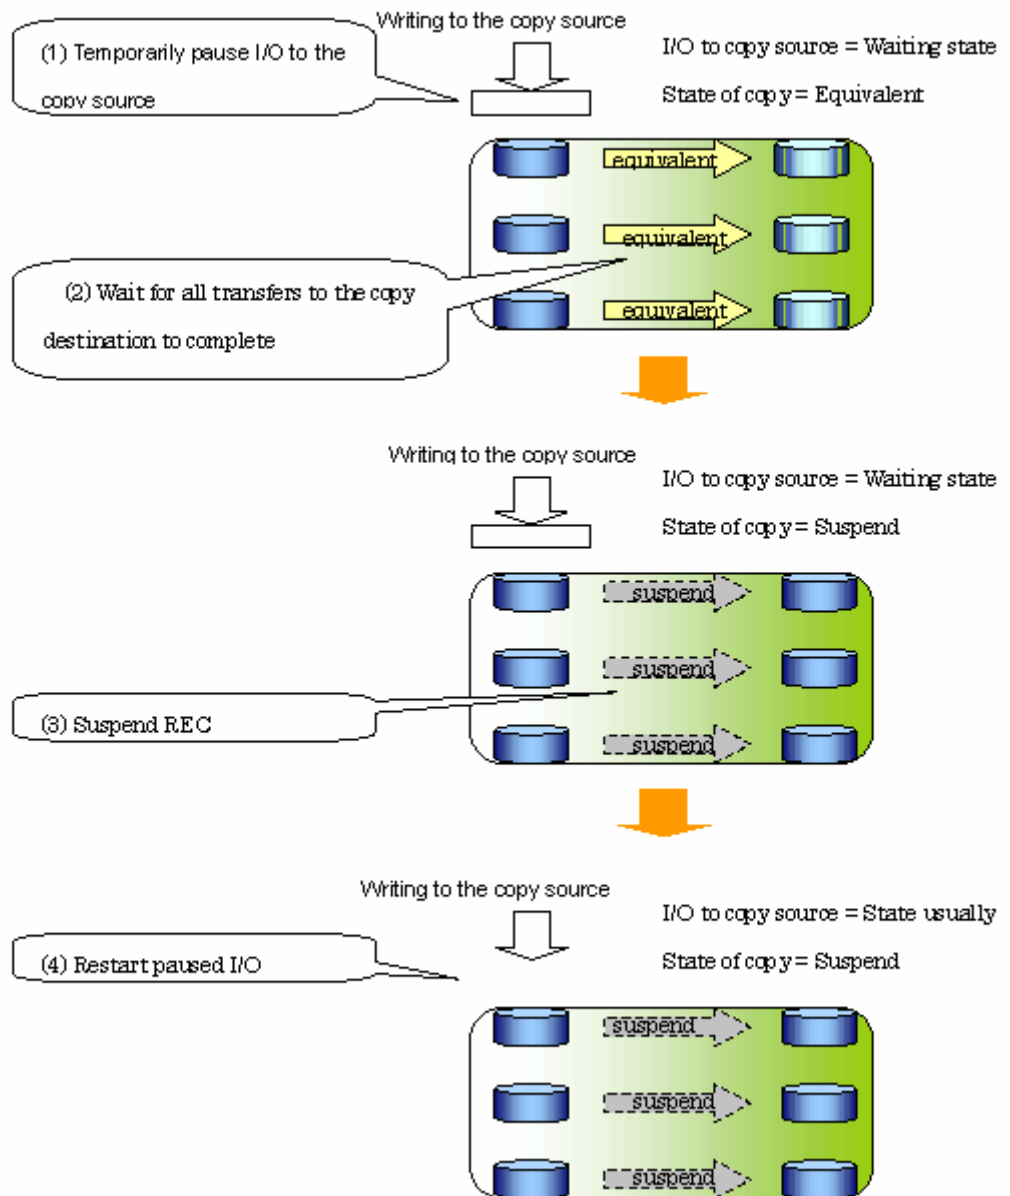 Writing to the copy source
(1) Temporarily pause I/O to the
copy source
I/O to copy source = Waiting state
State of copy = Equivalent
equivalent
equivalent
equivalent
(2) Wait for all transfers to the copy
destination to complete
Writing to the copy source
I/O to copy source = Waiting state
State of copy = Suspend
suspend
suspend
suspend
(3) Suspend REC
Writing to the copy source
I/O to copy source = State usually
State of copy = Suspend
(4) Restart paused I/O
suspend
suspend
suspend